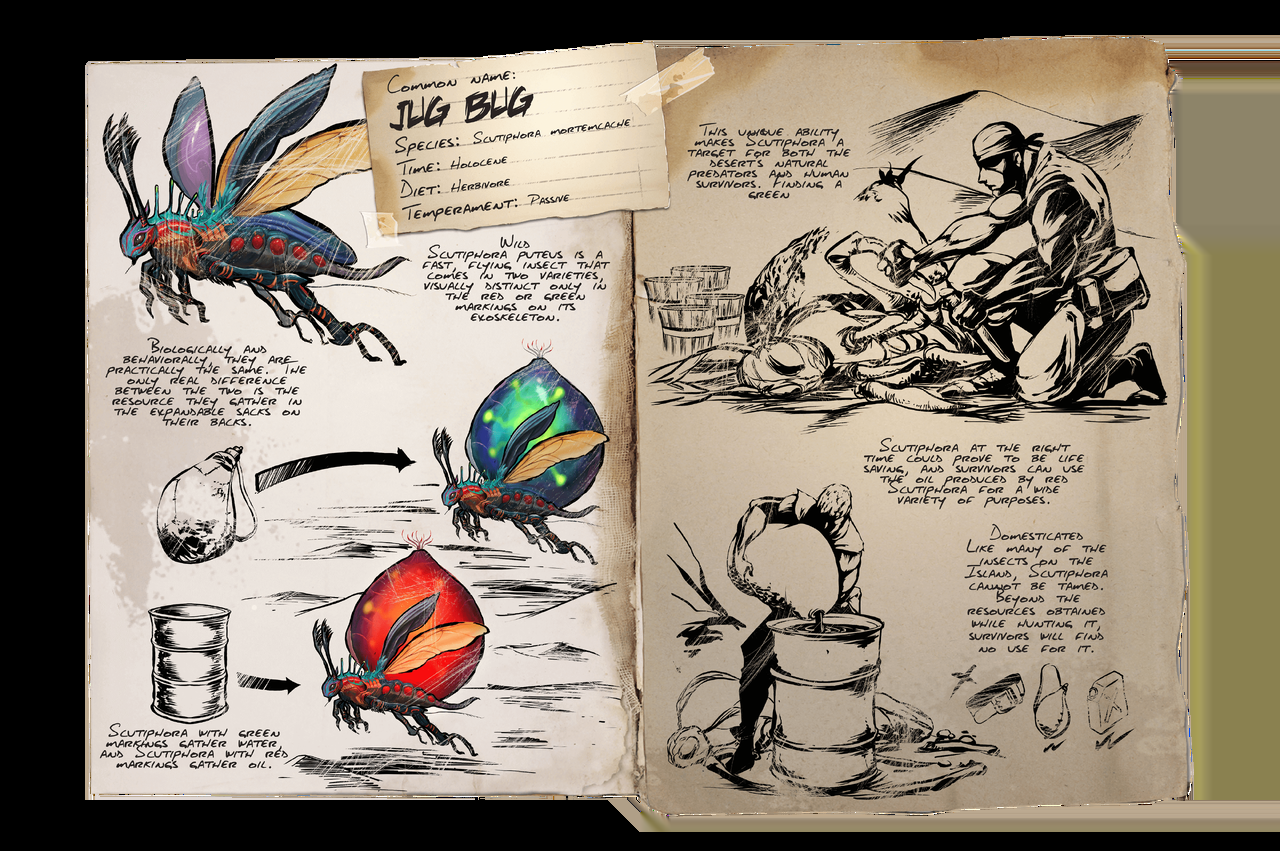 Common name:
JUG BUG
Species: Scutiphora mortemcache
Time: Holocene
Diet: Herbivore
Temperament: Passive
Wild
Scutiphora puteus is a
fast, flying insect that
comes in two varieties,
visually distinct only in
the red or green
markings on its
exoskeleton.
Biologically and
behaviorally, they are
practically the same. The
only real difference
between the two is the
resource they gather in
the expandable sacks on
their backs.
Scutiphora with green
markings gather water,
and Scutiphora with red
markings gather oil.
This unique ability
makes Scutiphora a
target for both the
desert's natural
predators and human
survivors. Finding a
green
Scutiphora at the right
time could prove to be life
saving, and survivors can use
the oil produced by red
Scutiphora for a wide
variety of purposes.
Domesticated
Like many of the
insects on the
Island, Scutiphora
cannot be tamed.
Beyond the
resources obtained
while hunting it,
survivors will find
no use for it.